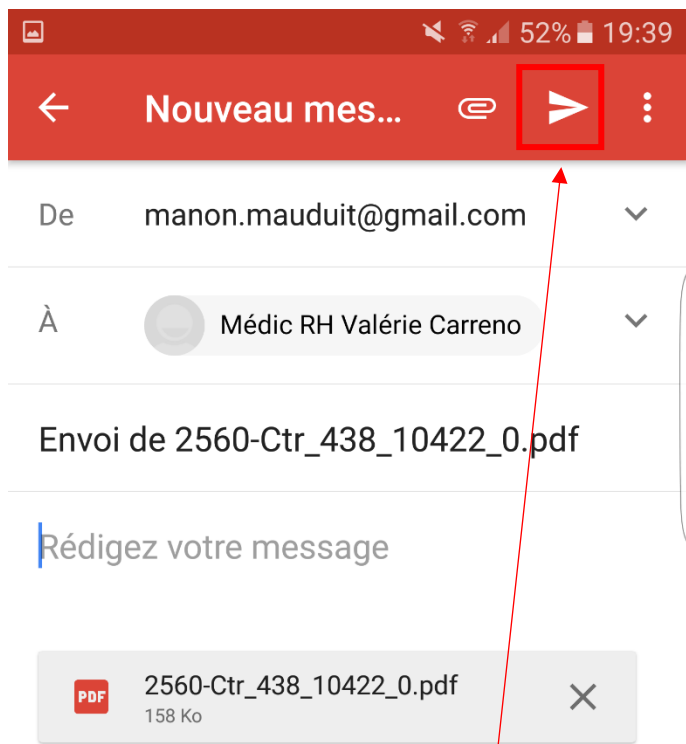 52% 19:39
Nouveau mes...
De manon.mauduit@gmail.com
À Médic RH Valérie Carreno
Envoi de 2560-Ctr_438_10422_0.pdf
Rédigez votre message
PDF 2560-Ctr_438_10422_0.pdf
158 Ko